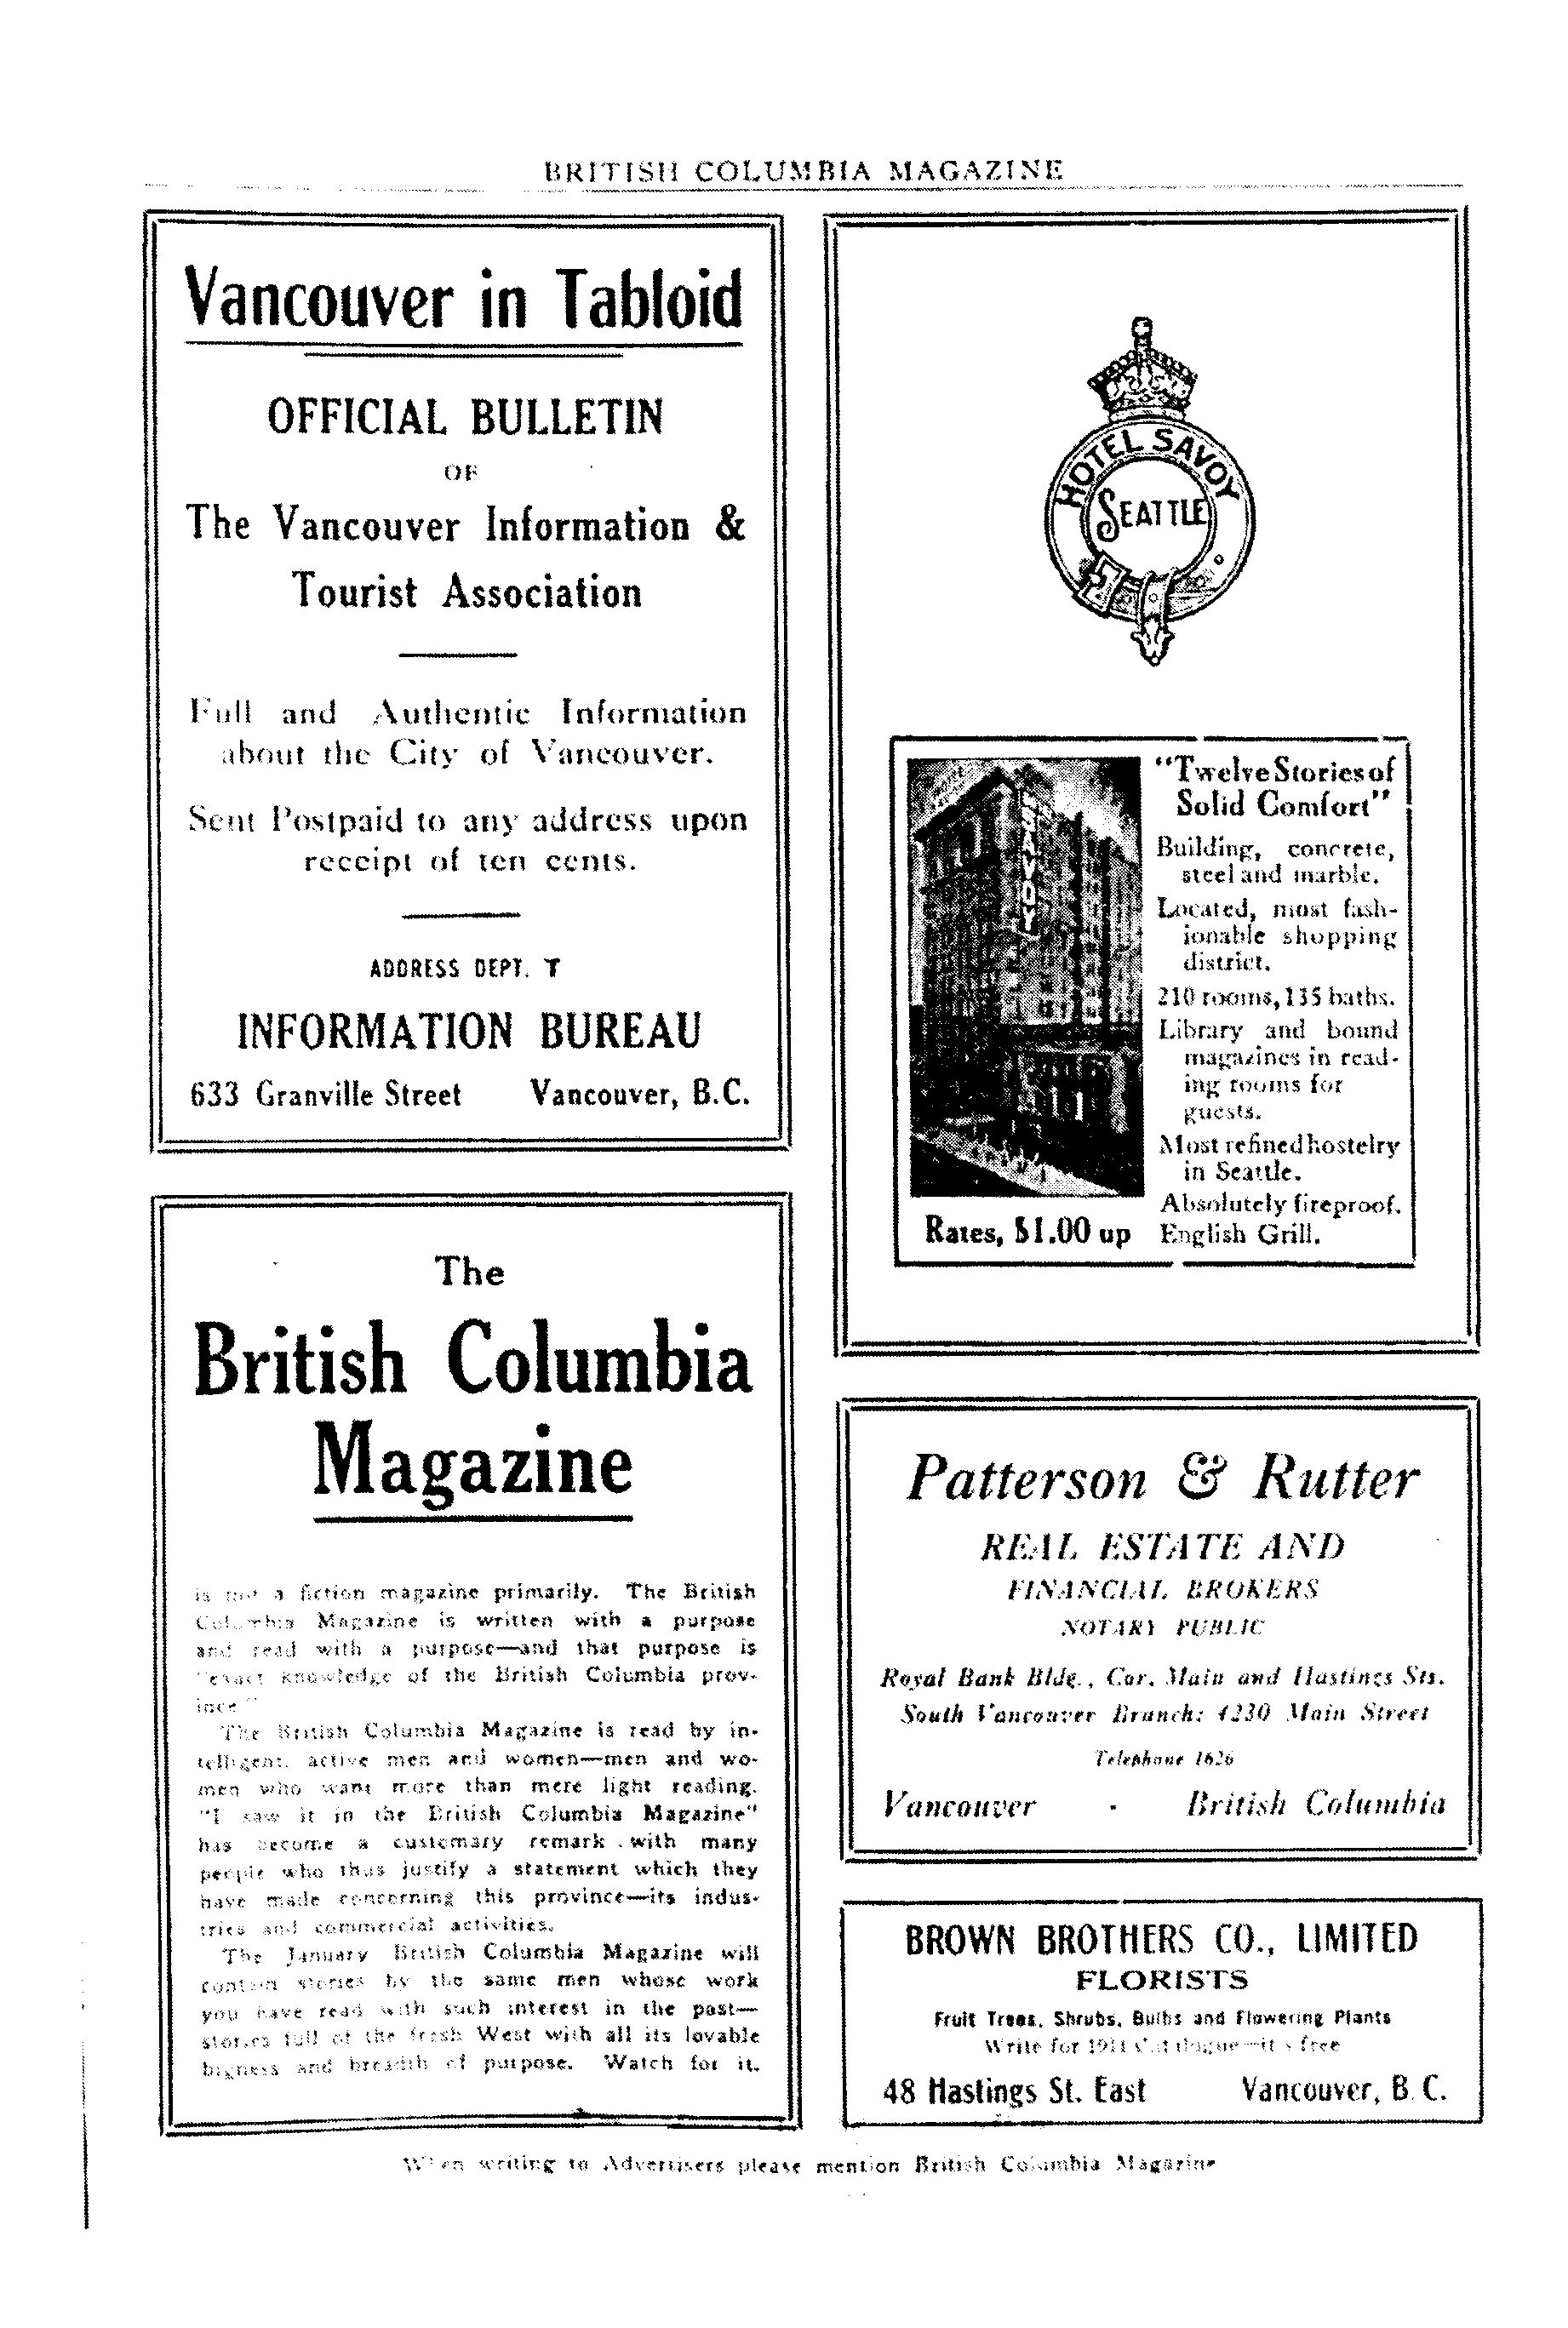 BRITISH COLUMBIA MAGAZINE
Vancouver in Tabloid
OFFICIAL BULLETIN
OF
The Vancouver Information &
Tourist Association
Full and Authentic Information
about the City of Vancouver.
Sent Postpaid to any address upon
receipt of ten cents.
ADDRESS DEPT. T
INFORMATION BUREAU
633 Granville Street Vancouver, B.C.
The
British Columbia
Magazine
is not a fiction magazine primarily. The British
Columbia Magazine is written with a purpose
and read with a purpose—and that purpose is
"exact knowledge of the British Columbia prov-
ince."
The British Columbia Magazine is read by in-
telligent, active men and women—men and wo-
men who want more than mere light reading.
"I saw it in the British Columbia Magazine"
has become a customary remark with many
people who thus justify a statement which they
have made concerning this province—its indus-
tries and commercial activities.
The January British Columbia Magazine will
contain stories by the same men whose work
you have read with such interest in the past—
stories full of the fresh West with all its lovable
bigness and breadth of purpose. Watch for it.
HOTEL SAVOY
SEATTLE
"Twelve Stories of
Solid Comfort"
Building, concrete,
steel and marble.
Located, most fash-
ionable shopping
district.
210 rooms, 135 baths.
Library and bound
magazines in read-
ing rooms for
guests.
Most refined hostelry
in Seattle.
Absolutely fireproof.
English Grill.
Rates, $1.00 up
Patterson & Rutter
REAL ESTATE AND
FINANCIAL BROKERS
NOTARY PUBLIC
Royal Bank Bldg., Cor. Main and Hastings Sts.
South Vancouver Branch: 4230 Main Street
Telephone 1626
Vancouver - British Columbia
BROWN BROTHERS CO., LIMITED
FLORISTS
Fruit Trees, Shrubs, Bulbs and Flowering Plants
Write for 1911 Catalogue—it's free
48 Hastings St. East Vancouver, B.C.
When writing to Advertisers please mention British Columbia Magazine